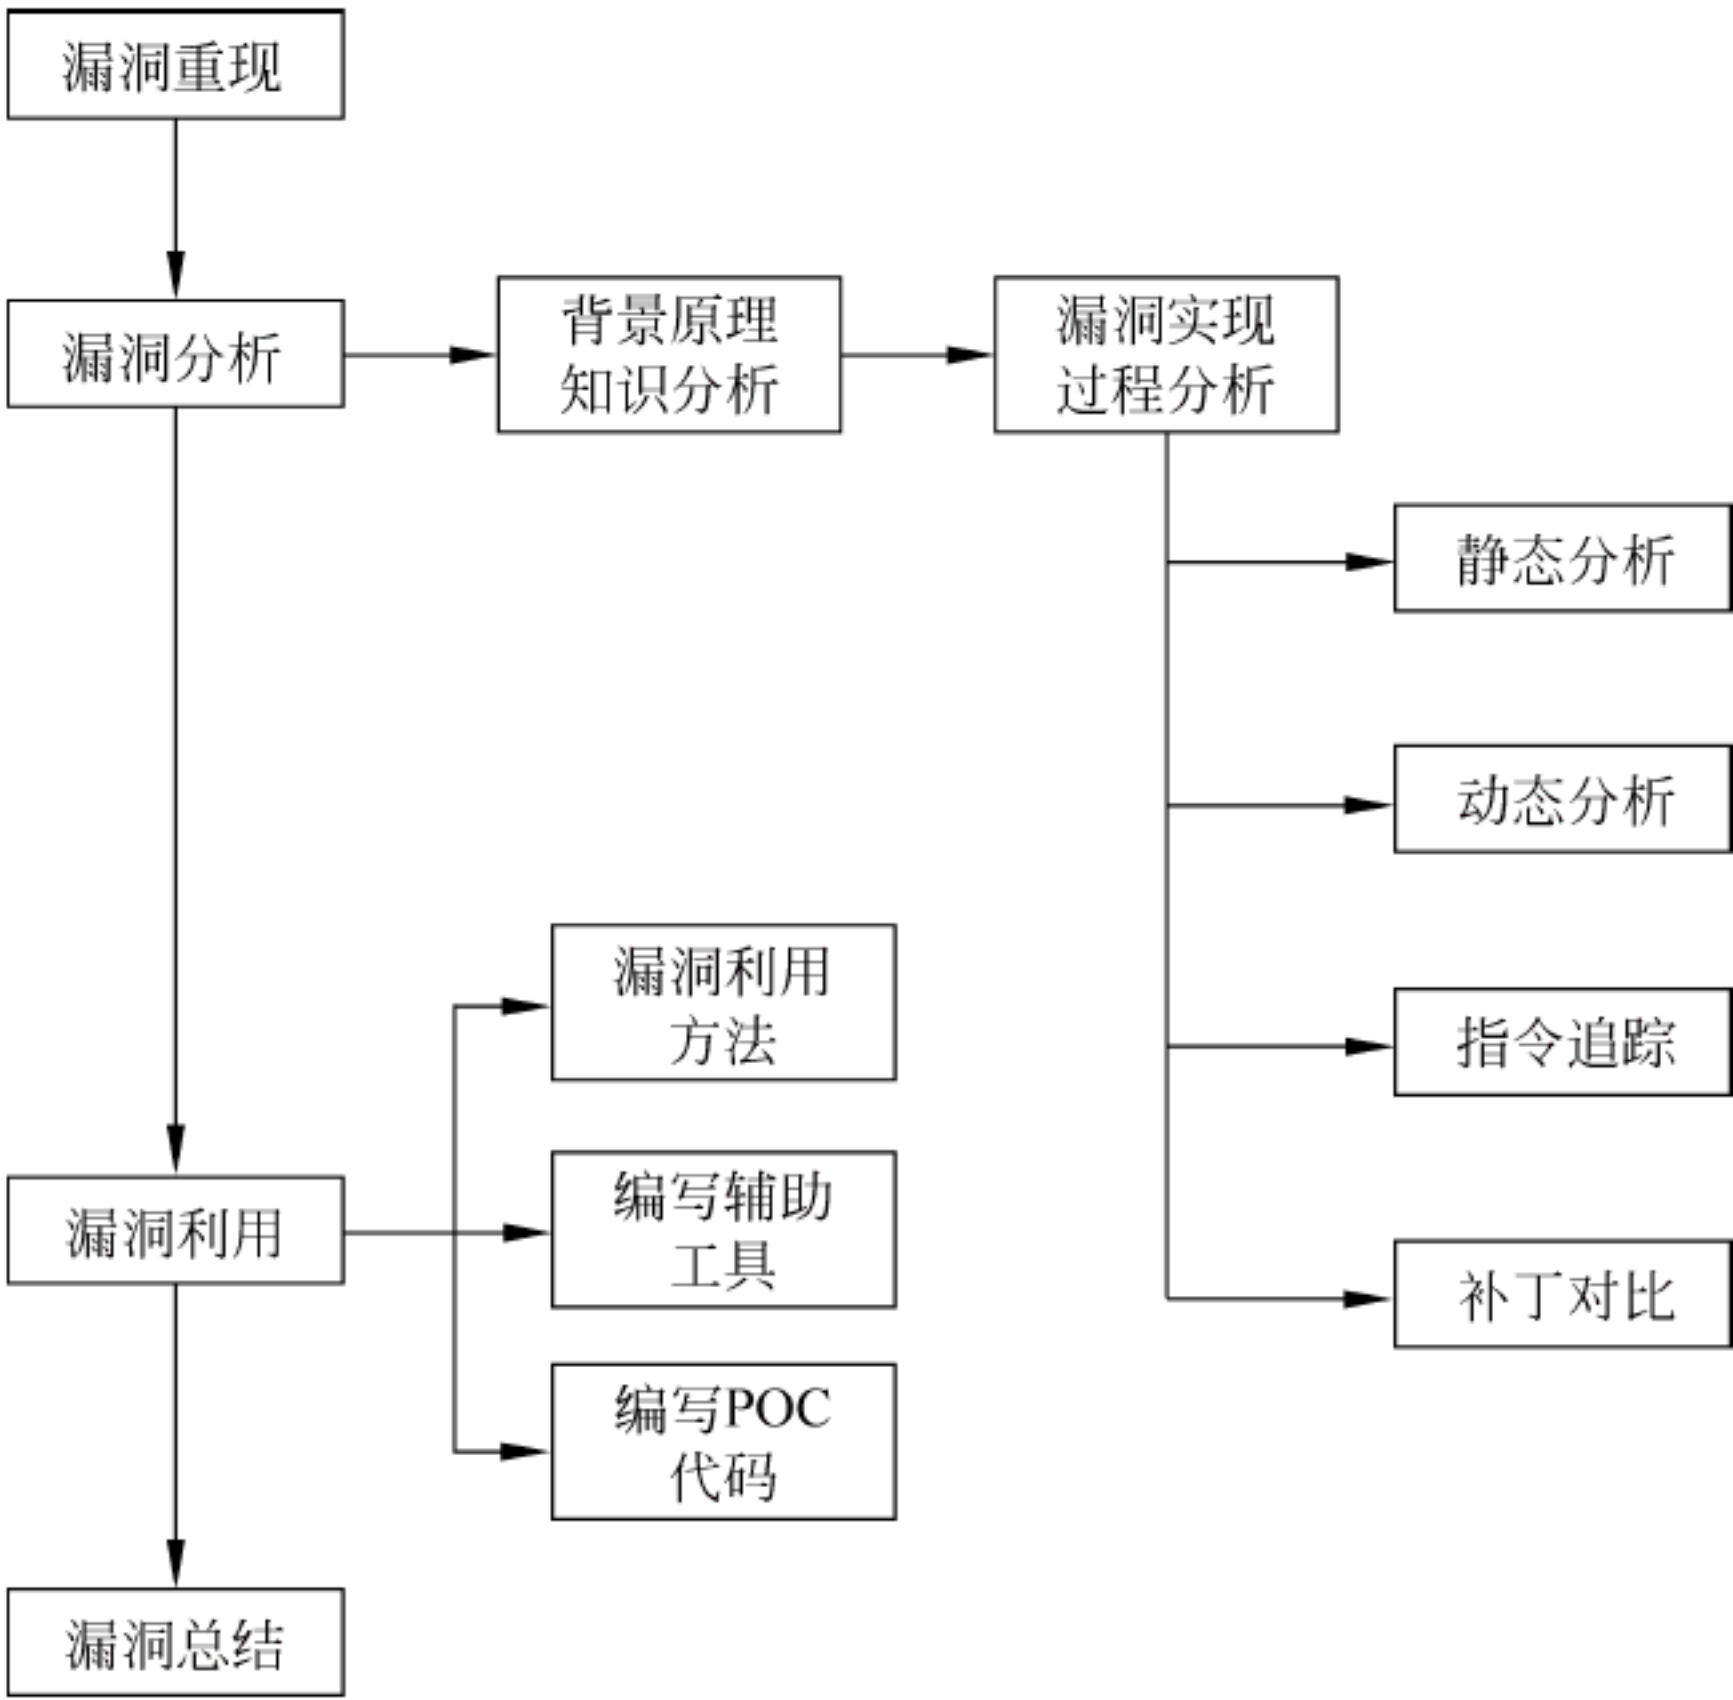 漏洞重现
漏洞分析
背景原理
知识分析
漏洞实现
过程分析
静态分析
动态分析
指令追踪
补丁对比
漏洞利用
漏洞利用
方法
编写辅助
工具
编写POC
代码
漏洞总结